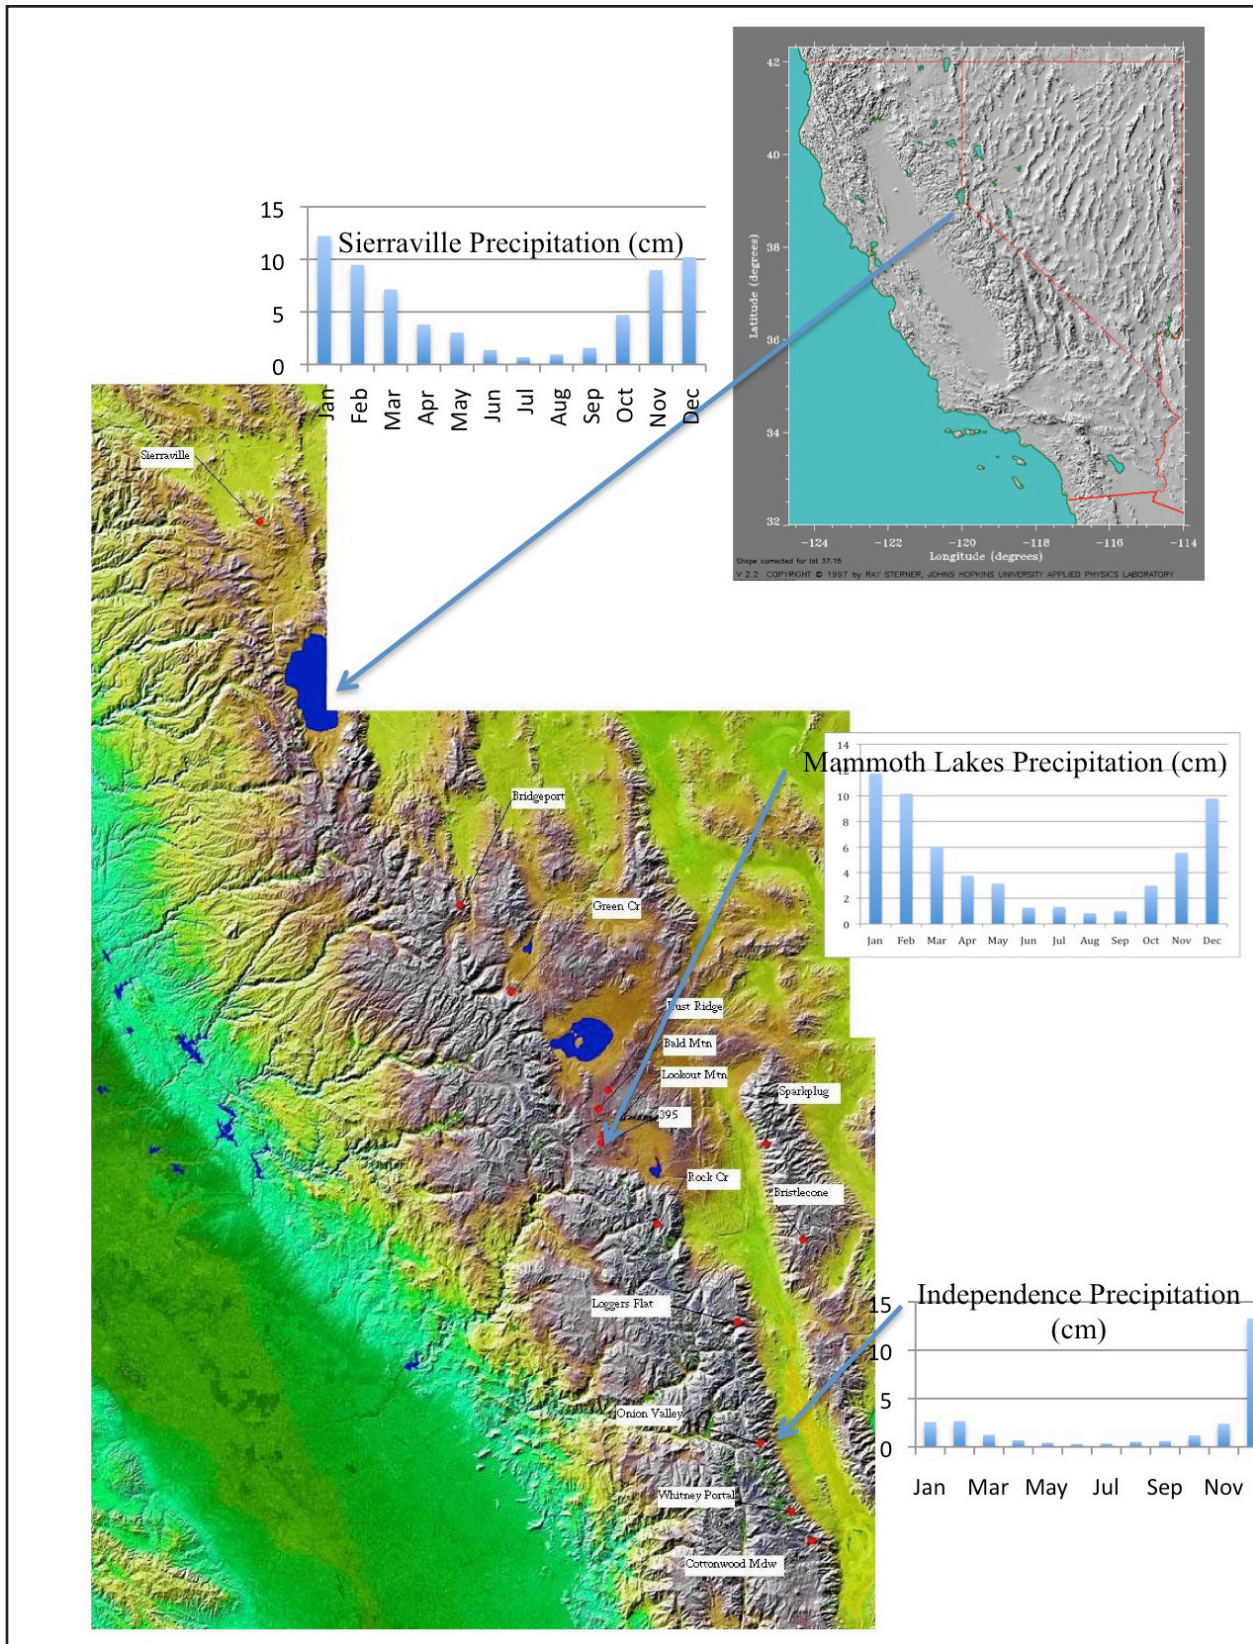 42
40
38
36
34
32
Latitude (degrees)
-124
-122
-120
-118
-116
-114
Longitude (degrees)
Shape corrected for lat 37.15
V 2.2 COPYRIGHT © 1997 by RAY STERNER, JOHNS HOPKINS UNIVERSITY APPLIED PHYSICS LABORATORY
Sierraville Precipitation (cm)
15
10
5
0
Jan
Feb
Mar
Apr
May
Jun
Jul
Aug
Sep
Oct
Nov
Dec
Sierraville
Mammoth Lakes Precipitation (cm)
14
12
10
8
6
4
2
0
Jan
Feb
Mar
Apr
May
Jun
Jul
Aug
Sep
Oct
Nov
Dec
Bridgeport
Green Cr
Ridge
Bald Mtn
Lookout Mtn
395
Sparkplug
Rock Cr
Bristlecone
Loggers Flat
Independence Precipitation
(cm)
15
10
5
0
Jan
Mar
May
Jul
Sep
Nov
Onion Valley
Whitney Portal
Cottonwood Mdw